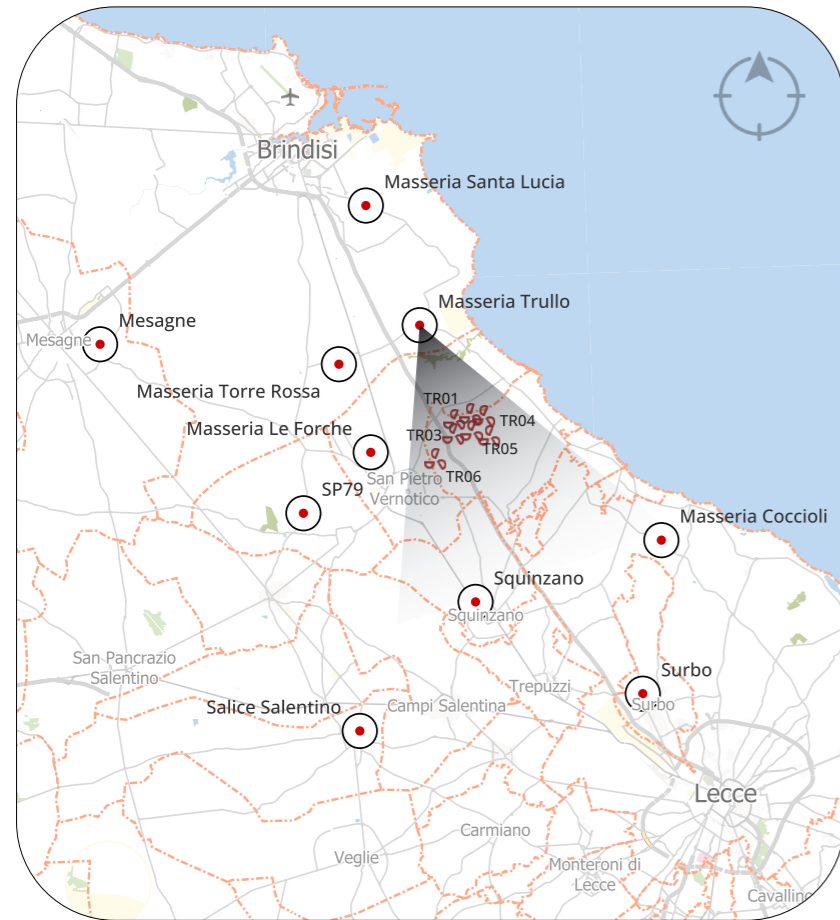 Brindisi
Masseria Santa Lucia
Masseria Trullo
Mesagne
Mesagne
Masseria Torre Rossa
TR01
TR04
Masseria Le Forche
TR03
TR05
TR06
San Pietro
Vernotico
SP79
Masseria Coccioli
Squinzano
Squinzano
San Pancrazio
Salentino
Trepuzzi
Surbo
Surbo
Salice Salentino
Campi Salentina
Lecce
Carmiano
Veglie
Monteroni di
Lecce
Cavallino